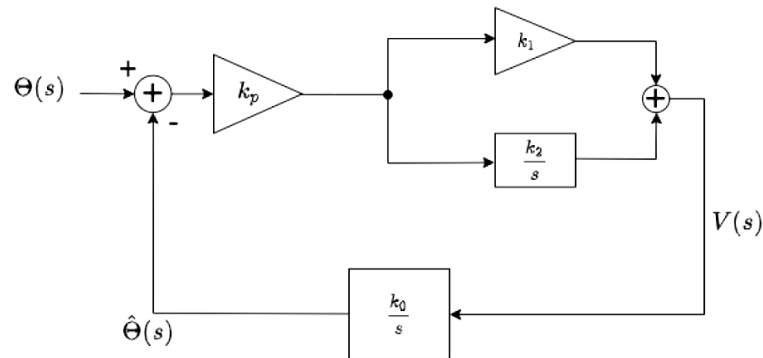 +
Θ(s)
+
-
k_p
k_1
+
k_2/s
V(s)
k_0/s
Θ̂(s)